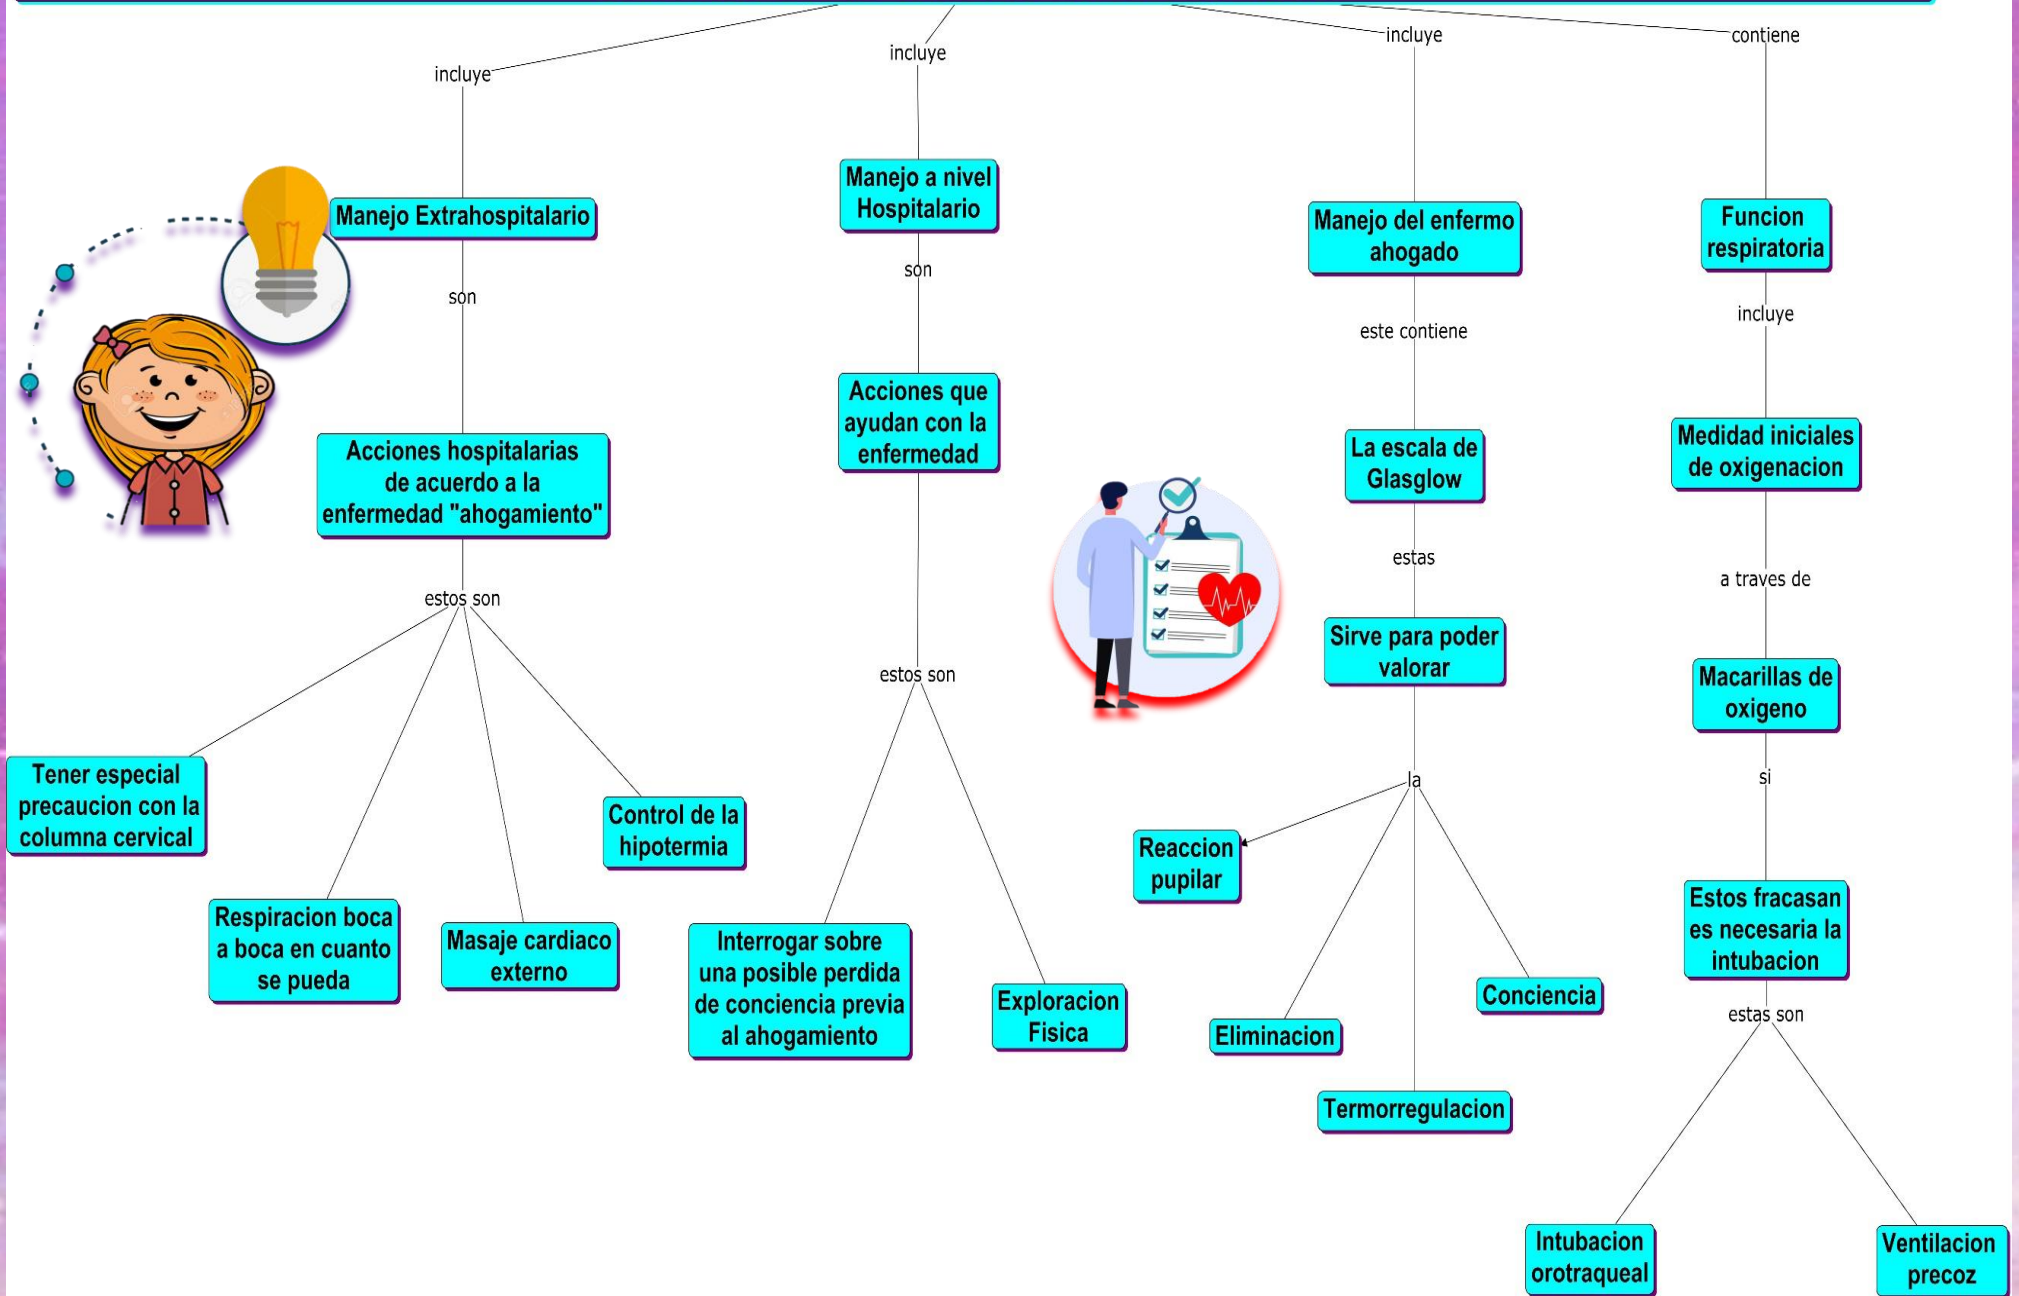 incluye
incluye
incluye
contiene
Manejo Extrahospitalario
son
Acciones hospitalarias
de acuerdo a la
enfermedad "ahogamiento"
estos son
Tener especial
precaucion con la
columna cervical
Respiracion boca
a boca en cuanto
se pueda
Masaje cardiaco
externo
Control de la
hipotermia
Manejo a nivel
Hospitalario
son
Acciones que
ayudan con la
enfermedad
estos son
Interrogar sobre
una posible perdida
de conciencia previa
al ahogamiento
Exploracion
Fisica
Manejo del enfermo
ahogado
este contiene
La escala de
Glasglow
estas
Sirve para poder
valorar
la
Reaccion
pupilar
Eliminacion
Termorregulacion
Conciencia
Funcion
respiratoria
incluye
Medidad iniciales
de oxigenacion
a traves de
Macarillas de
oxigeno
si
Estos fracasan
es necesaria la
intubacion
estas son
Intubacion
orotraqueal
Ventilacion
precoz